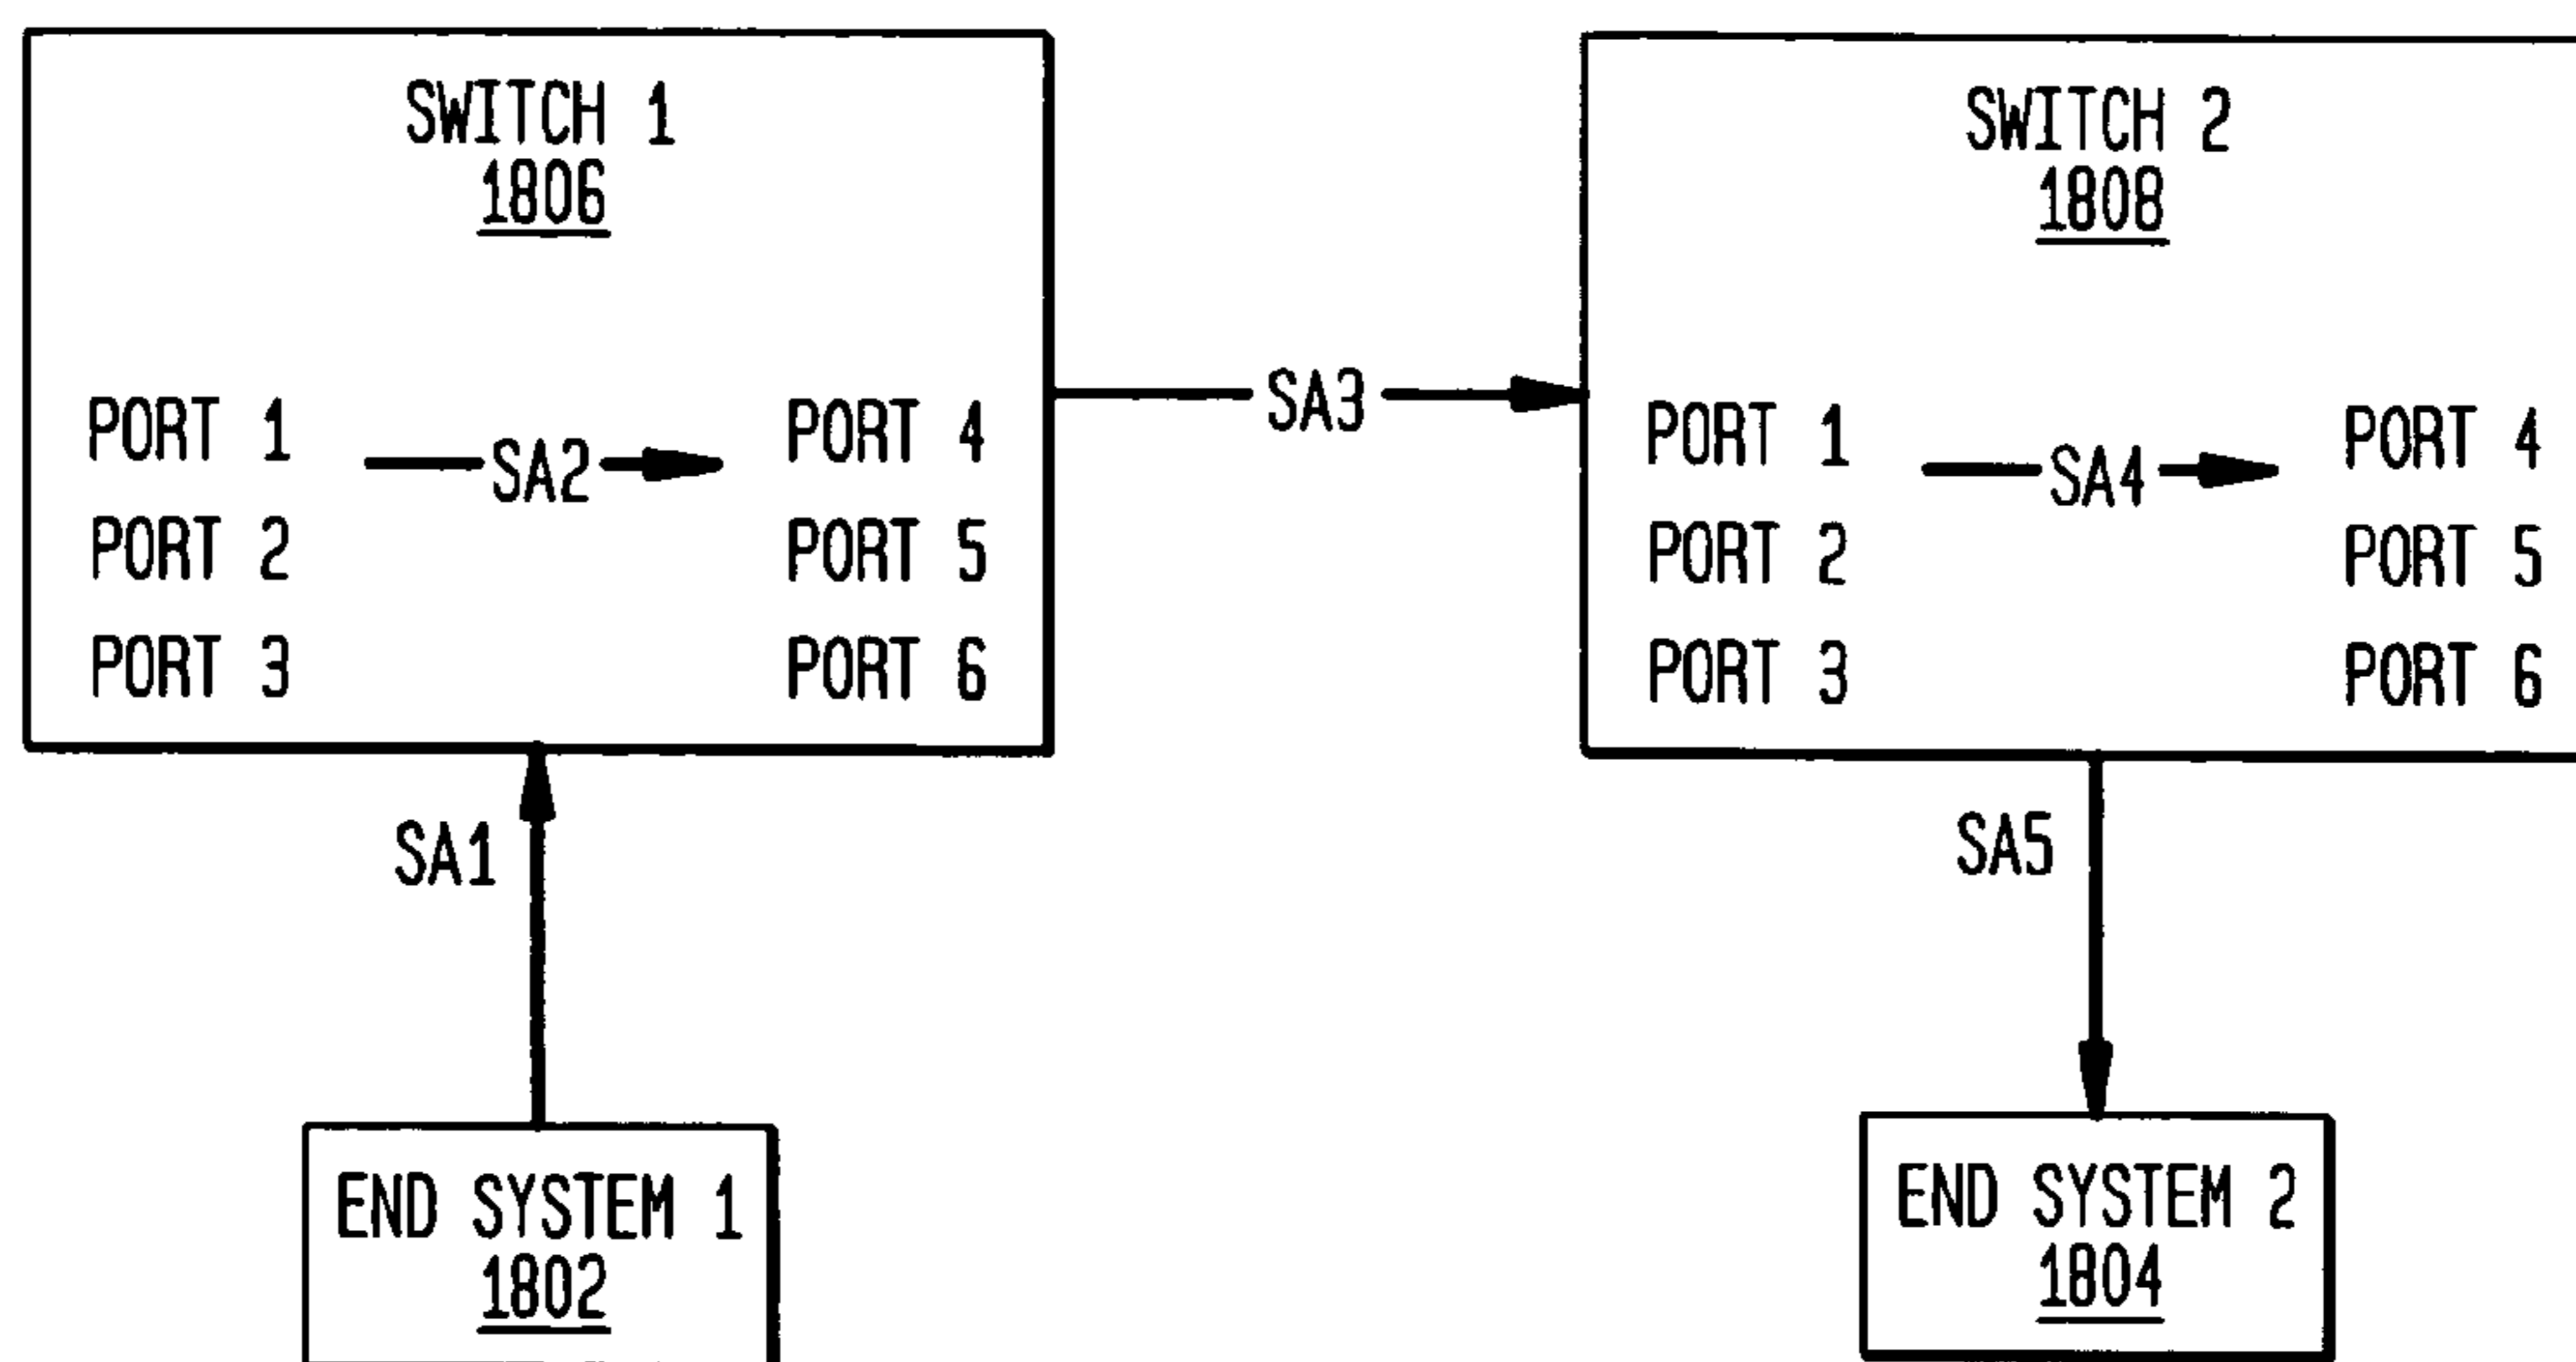 SWITCH 1
1806
PORT 1
SA2
PORT 4
PORT 2
PORT 5
PORT 3
PORT 6
SA3
SWITCH 2
1808
PORT 1
SA4
PORT 4
PORT 2
PORT 5
PORT 3
PORT 6
SA1
SA5
END SYSTEM 1
1802
END SYSTEM 2
1804